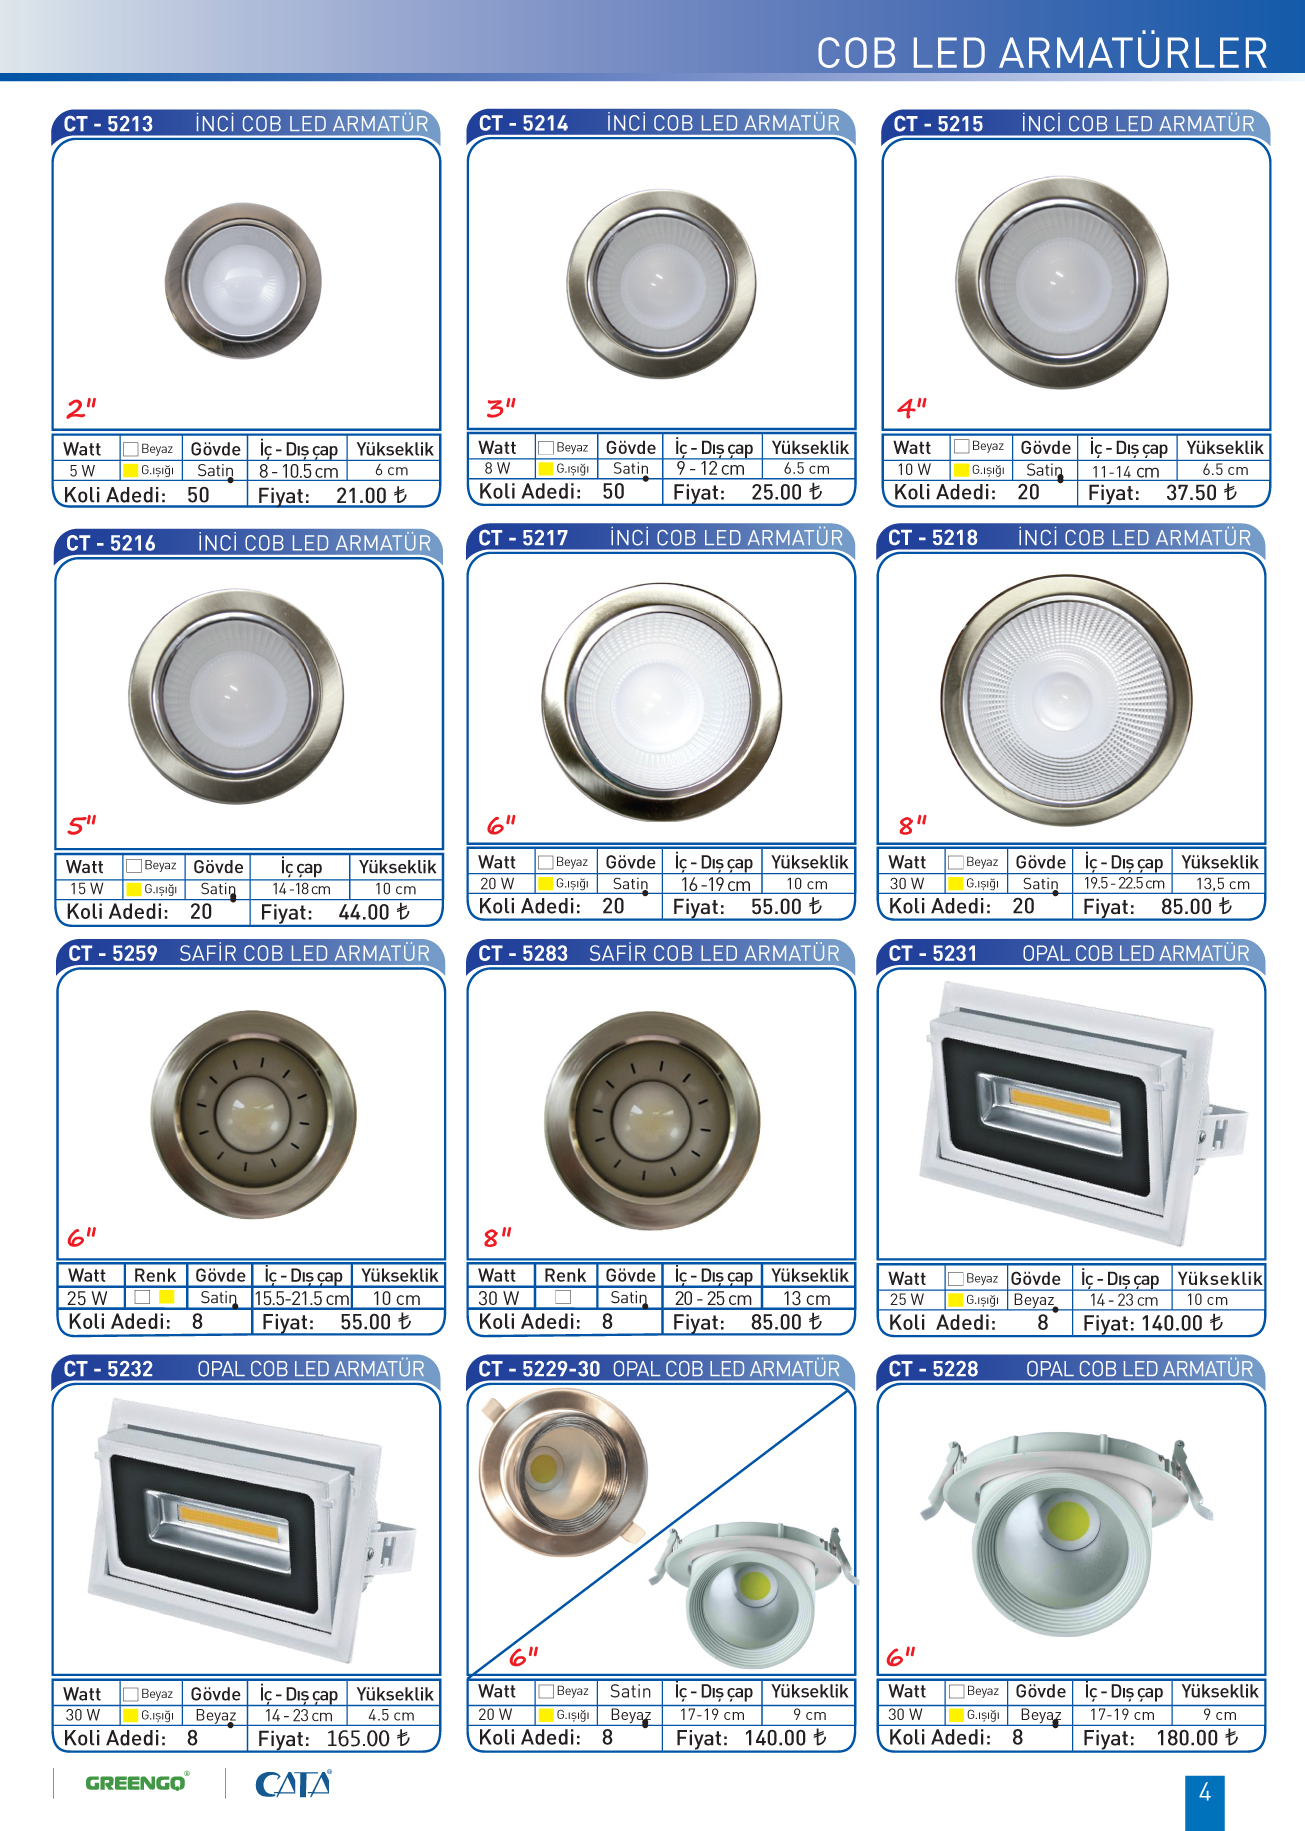 COB LED ARMATÜRLER
CT - 5213 İNCİ COB LED ARMATÜR
2"
Watt Beyaz Gövde İç - Dış çap Yükseklik
5 W G.ışığı Satin 8 - 10.5 cm 6 cm
Koli Adedi: 50 Fiyat: 21.00 ₺
CT - 5214 İNCİ COB LED ARMATÜR
3"
Watt Beyaz Gövde İç - Dış çap Yükseklik
8 W G.ışığı Satin 9 - 12 cm 6.5 cm
Koli Adedi: 50 Fiyat: 25.00 ₺
CT - 5215 İNCİ COB LED ARMATÜR
4"
Watt Beyaz Gövde İç - Dış çap Yükseklik
10 W G.ışığı Satin 11-14 cm 6.5 cm
Koli Adedi: 20 Fiyat: 37.50 ₺
CT - 5216 İNCİ COB LED ARMATÜR
5"
Watt Beyaz Gövde İç çap Yükseklik
15 W G.ışığı Satin 14 -18 cm 10 cm
Koli Adedi: 20 Fiyat: 44.00 ₺
CT - 5217 İNCİ COB LED ARMATÜR
6"
Watt Beyaz Gövde İç - Dış çap Yükseklik
20 W G.ışığı Satin 16 -19 cm 10 cm
Koli Adedi: 20 Fiyat: 55.00 ₺
CT - 5218 İNCİ COB LED ARMATÜR
8"
Watt Beyaz Gövde İç - Dış çap Yükseklik
30 W G.ışığı Satin 19.5 - 22.5 cm 13,5 cm
Koli Adedi: 20 Fiyat: 85.00 ₺
CT - 5259 SAFİR COB LED ARMATÜR
6"
Watt Renk Gövde İç - Dış çap Yükseklik
25 W Satin 15.5-21.5 cm 10 cm
Koli Adedi: 8 Fiyat: 55.00 ₺
CT - 5283 SAFİR COB LED ARMATÜR
8"
Watt Renk Gövde İç - Dış çap Yükseklik
30 W Satin 20 - 25 cm 13 cm
Koli Adedi: 8 Fiyat: 85.00 ₺
CT - 5231 OPAL COB LED ARMATÜR
Watt Beyaz Gövde İç - Dış çap Yükseklik
25 W G.ışığı Beyaz 14 - 23 cm 10 cm
Koli Adedi: 8 Fiyat: 140.00 ₺
CT - 5232 OPAL COB LED ARMATÜR
Watt Beyaz Gövde İç - Dış çap Yükseklik
30 W G.ışığı Beyaz 14 - 23 cm 4.5 cm
Koli Adedi: 8 Fiyat: 165.00 ₺
CT - 5229-30 OPAL COB LED ARMATÜR
6"
Watt Beyaz Satin İç - Dış çap Yükseklik
20 W G.ışığı Beyaz 17-19 cm 9 cm
Koli Adedi: 8 Fiyat: 140.00 ₺
CT - 5228 OPAL COB LED ARMATÜR
6"
Watt Beyaz Gövde İç - Dış çap Yükseklik
30 W G.ışığı Beyaz 17-19 cm 9 cm
Koli Adedi: 8 Fiyat: 180.00 ₺
GREENGO® CATA®
4